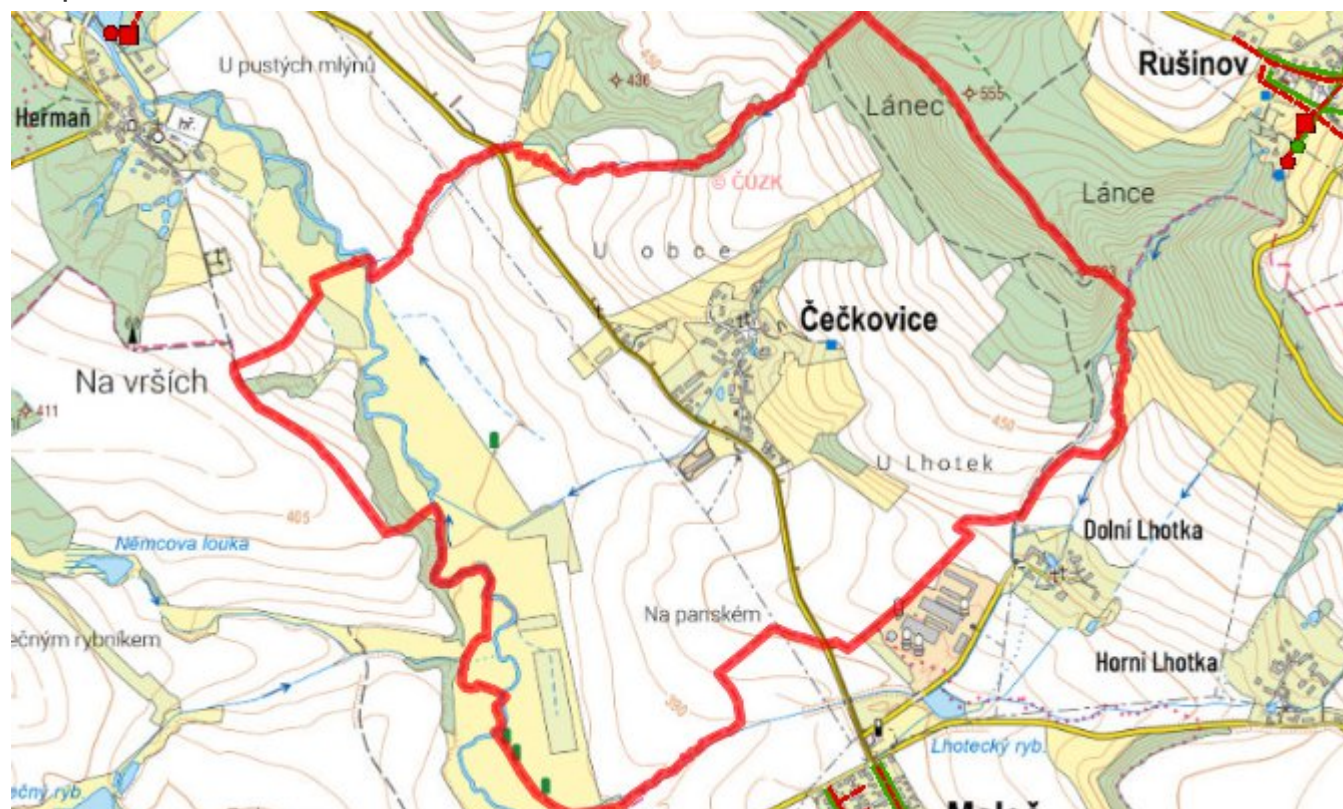 U pustých mlýnů
450
436
Rušinov
Lánec
555
Heřmaň
© ČÚZK
Lánce
U obce
Čečkovice
Na vrších
411
450
U Lhotek
405
Němcova louka
Dolní Lhotka
Na panském
ečným rybníkem
Horní Lhotka
390
Lhotecký ryb.
ečný ryb.